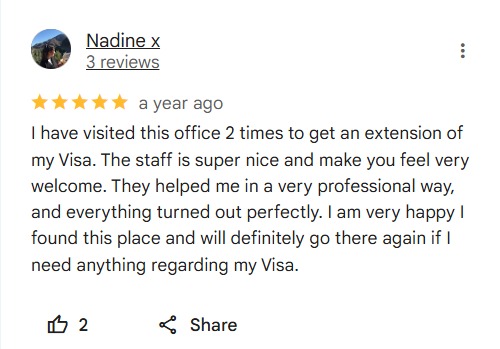 Nadine x
3 reviews
a year ago
I have visited this office 2 times to get an extension of
my Visa. The staff is super nice and make you feel very
welcome. They helped me in a very professional way,
and everything turned out perfectly. I am very happy I
found this place and will definitely go there again if I
need anything regarding my Visa.
2
Share